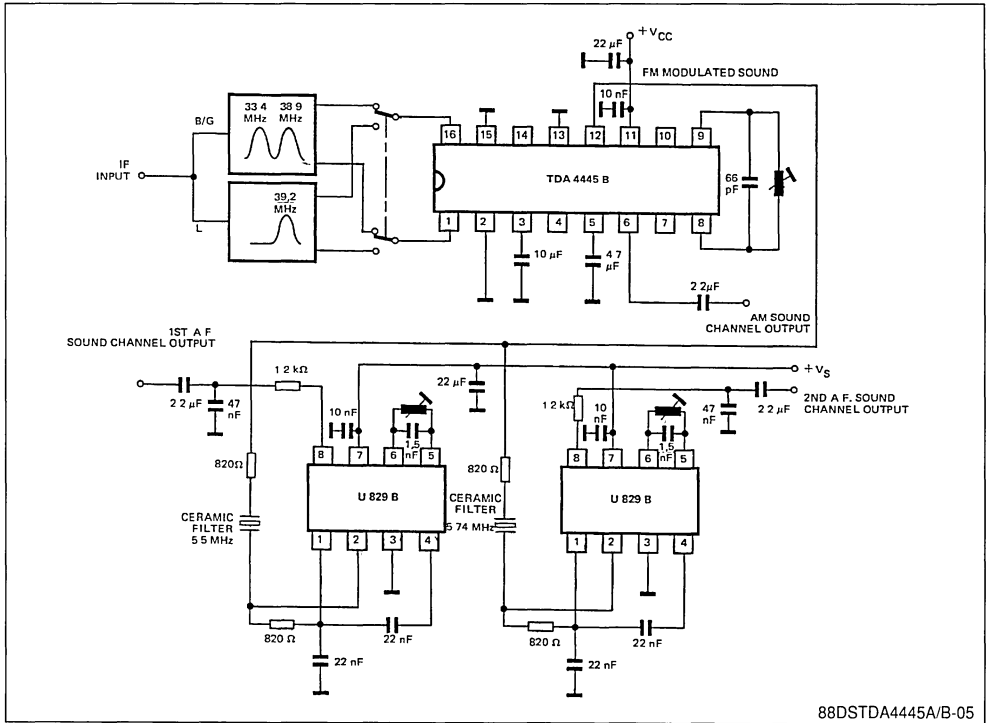 +VCC
22 μF
FM MODULATED SOUND
10 nF
33 4 MHz
38 9 MHz
B/G
IF INPUT
L
39,2 MHz
16 15 14 13 12 11 10 9
TDA 4445 B
66 pF
1 2 3 4 5 6 7 8
10 μF
4 7 μF
2 2μF
AM SOUND
CHANNEL OUTPUT
1ST A F
SOUND CHANNEL OUTPUT
+VS
2 2μF
47 nF
1 2 kΩ
10 nF
22 μF
1,5 nF
820Ω
8 7 6 5
U 829 B
CERAMIC
FILTER
5 5 MHz
1 2 3 4
820 Ω
22 nF
22 nF
2ND A F. SOUND
CHANNEL OUTPUT
1 2 kΩ
10 nF
47 nF
2 2μF
1,5 nF
820 Ω
8 7 6 5
U 829 B
CERAMIC
FILTER
5 74 MHz
1 2 3 4
820 Ω
22 nF
22 nF
88DSTDA4445A/B-05